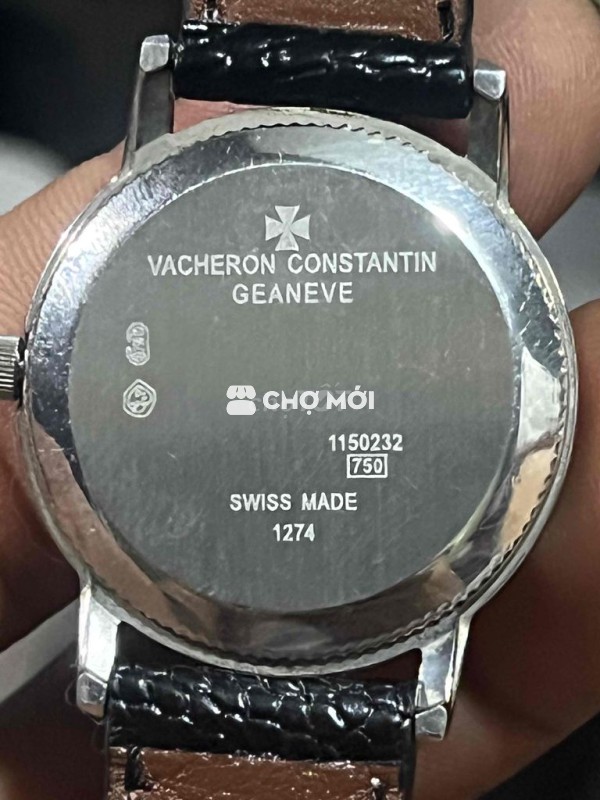 VACHERON CONSTANTIN
GEANEVE
CHỢ MỚI
1150232
750
SWISS MADE
1274